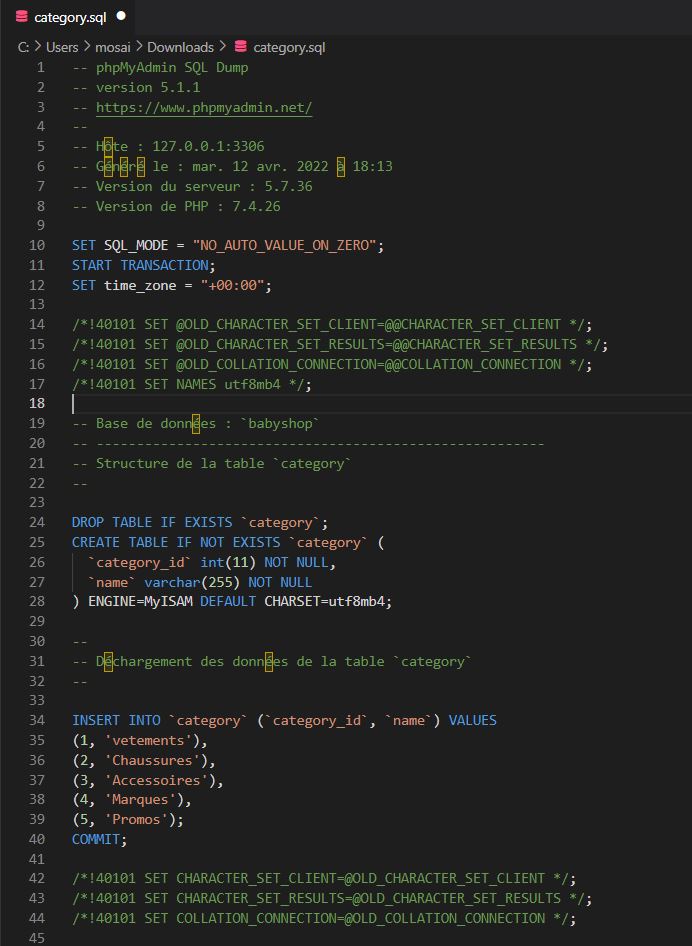 category.sql
C: > Users > mosai > Downloads > category.sql
1 -- phpMyAdmin SQL Dump
2 -- version 5.1.1
3 -- https://www.phpmyadmin.net/
4 --
5 -- Hôte : 127.0.0.1:3306
6 -- Généré le : mar. 12 avr. 2022 à 18:13
7 -- Version du serveur : 5.7.36
8 -- Version de PHP : 7.4.26
9
10 SET SQL_MODE = "NO_AUTO_VALUE_ON_ZERO";
11 START TRANSACTION;
12 SET time_zone = "+00:00";
13
14 /*!40101 SET @OLD_CHARACTER_SET_CLIENT=@@CHARACTER_SET_CLIENT */;
15 /*!40101 SET @OLD_CHARACTER_SET_RESULTS=@@CHARACTER_SET_RESULTS */;
16 /*!40101 SET @OLD_COLLATION_CONNECTION=@@COLLATION_CONNECTION */;
17 /*!40101 SET NAMES utf8mb4 */;
18
19 -- Base de données : `babyshop`
20 -- --------------------------------------------------------
21 -- Structure de la table `category`
22 --
23
24 DROP TABLE IF EXISTS `category`;
25 CREATE TABLE IF NOT EXISTS `category` (
26 `category_id` int(11) NOT NULL,
27 `name` varchar(255) NOT NULL
28 ) ENGINE=MyISAM DEFAULT CHARSET=utf8mb4;
29
30 --
31 -- Déchargement des données de la table `category`
32 --
33
34 INSERT INTO `category` (`category_id`, `name`) VALUES
35 (1, 'vetements'),
36 (2, 'Chaussures'),
37 (3, 'Accessoires'),
38 (4, 'Marques'),
39 (5, 'Promos');
40 COMMIT;
41
42 /*!40101 SET CHARACTER_SET_CLIENT=@OLD_CHARACTER_SET_CLIENT */;
43 /*!40101 SET CHARACTER_SET_RESULTS=@OLD_CHARACTER_SET_RESULTS */;
44 /*!40101 SET COLLATION_CONNECTION=@OLD_COLLATION_CONNECTION */;
45